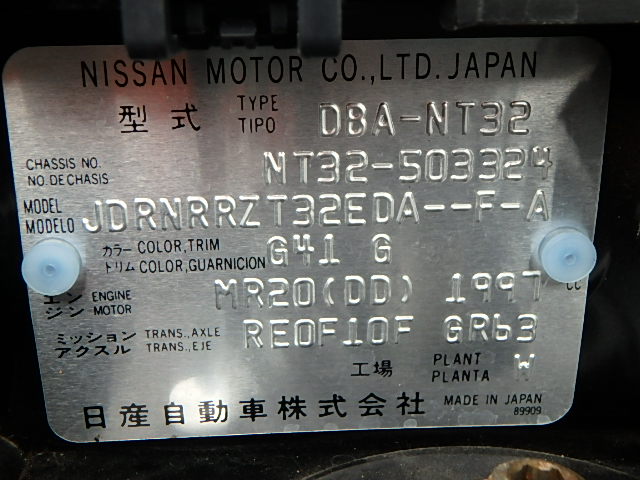 NISSAN MOTOR CO.,LTD. JAPAN
型式 TYPE TIPO DBA-NT32
CHASSIS NO. NO.DE CHASIS NT32-503324
MODEL MODELO JDRNRRZT32EDA--F-A
カラー COLOR,TRIM G41 G
トリム COLOR,GUARNICION
エン ENGINE MR20(DD) 1997 CC
ジン MOTOR
ミッション TRANS.,AXLE RE0F10F GR63
アクスル TRANS.,EJE
工場 PLANT PLANTA W
日産自動車株式会社 MADE IN JAPAN
89909